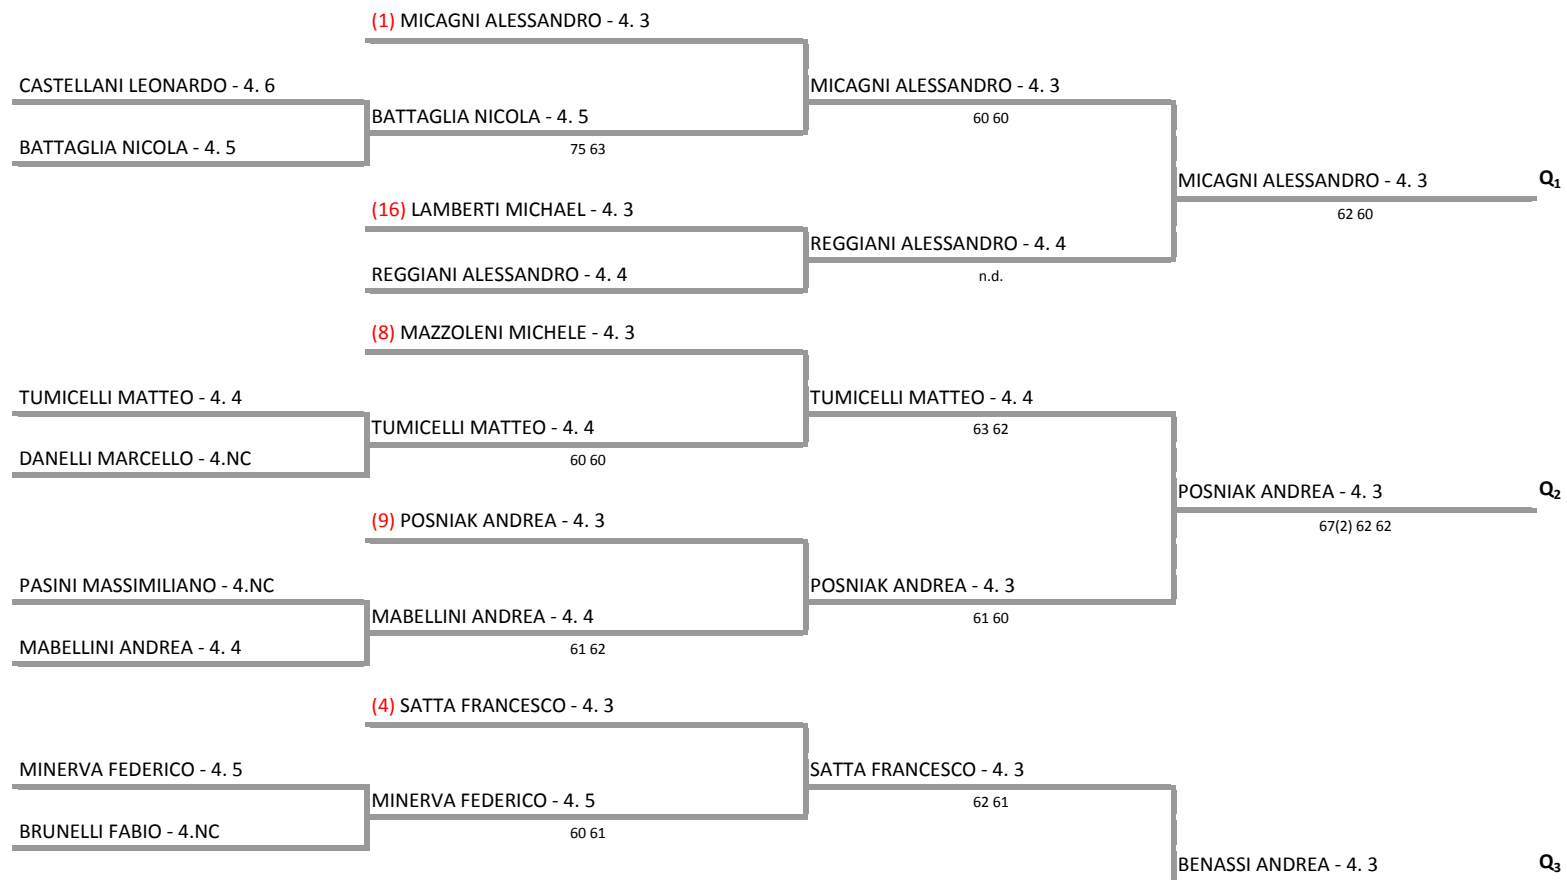 (1) MICAGNI ALESSANDRO - 4. 3
CASTELLANI LEONARDO - 4. 6
MICAGNI ALESSANDRO - 4. 3
BATTAGLIA NICOLA - 4. 5
60 60
BATTAGLIA NICOLA - 4. 5
75 63
MICAGNI ALESSANDRO - 4. 3
Q1
(16) LAMBERTI MICHAEL - 4. 3
62 60
REGGIANI ALESSANDRO - 4. 4
REGGIANI ALESSANDRO - 4. 4
n.d.
(8) MAZZOLENI MICHELE - 4. 3
TUMICELLI MATTEO - 4. 4
TUMICELLI MATTEO - 4. 4
TUMICELLI MATTEO - 4. 4
63 62
DANELLI MARCELLO - 4.NC
60 60
POSNIAK ANDREA - 4. 3
Q2
(9) POSNIAK ANDREA - 4. 3
67(2) 62 62
PASINI MASSIMILIANO - 4.NC
POSNIAK ANDREA - 4. 3
MABELLINI ANDREA - 4. 4
61 60
MABELLINI ANDREA - 4. 4
61 62
(4) SATTA FRANCESCO - 4. 3
MINERVA FEDERICO - 4. 5
SATTA FRANCESCO - 4. 3
MINERVA FEDERICO - 4. 5
62 61
BRUNELLI FABIO - 4.NC
60 61
BENASSI ANDREA - 4. 3
Q3